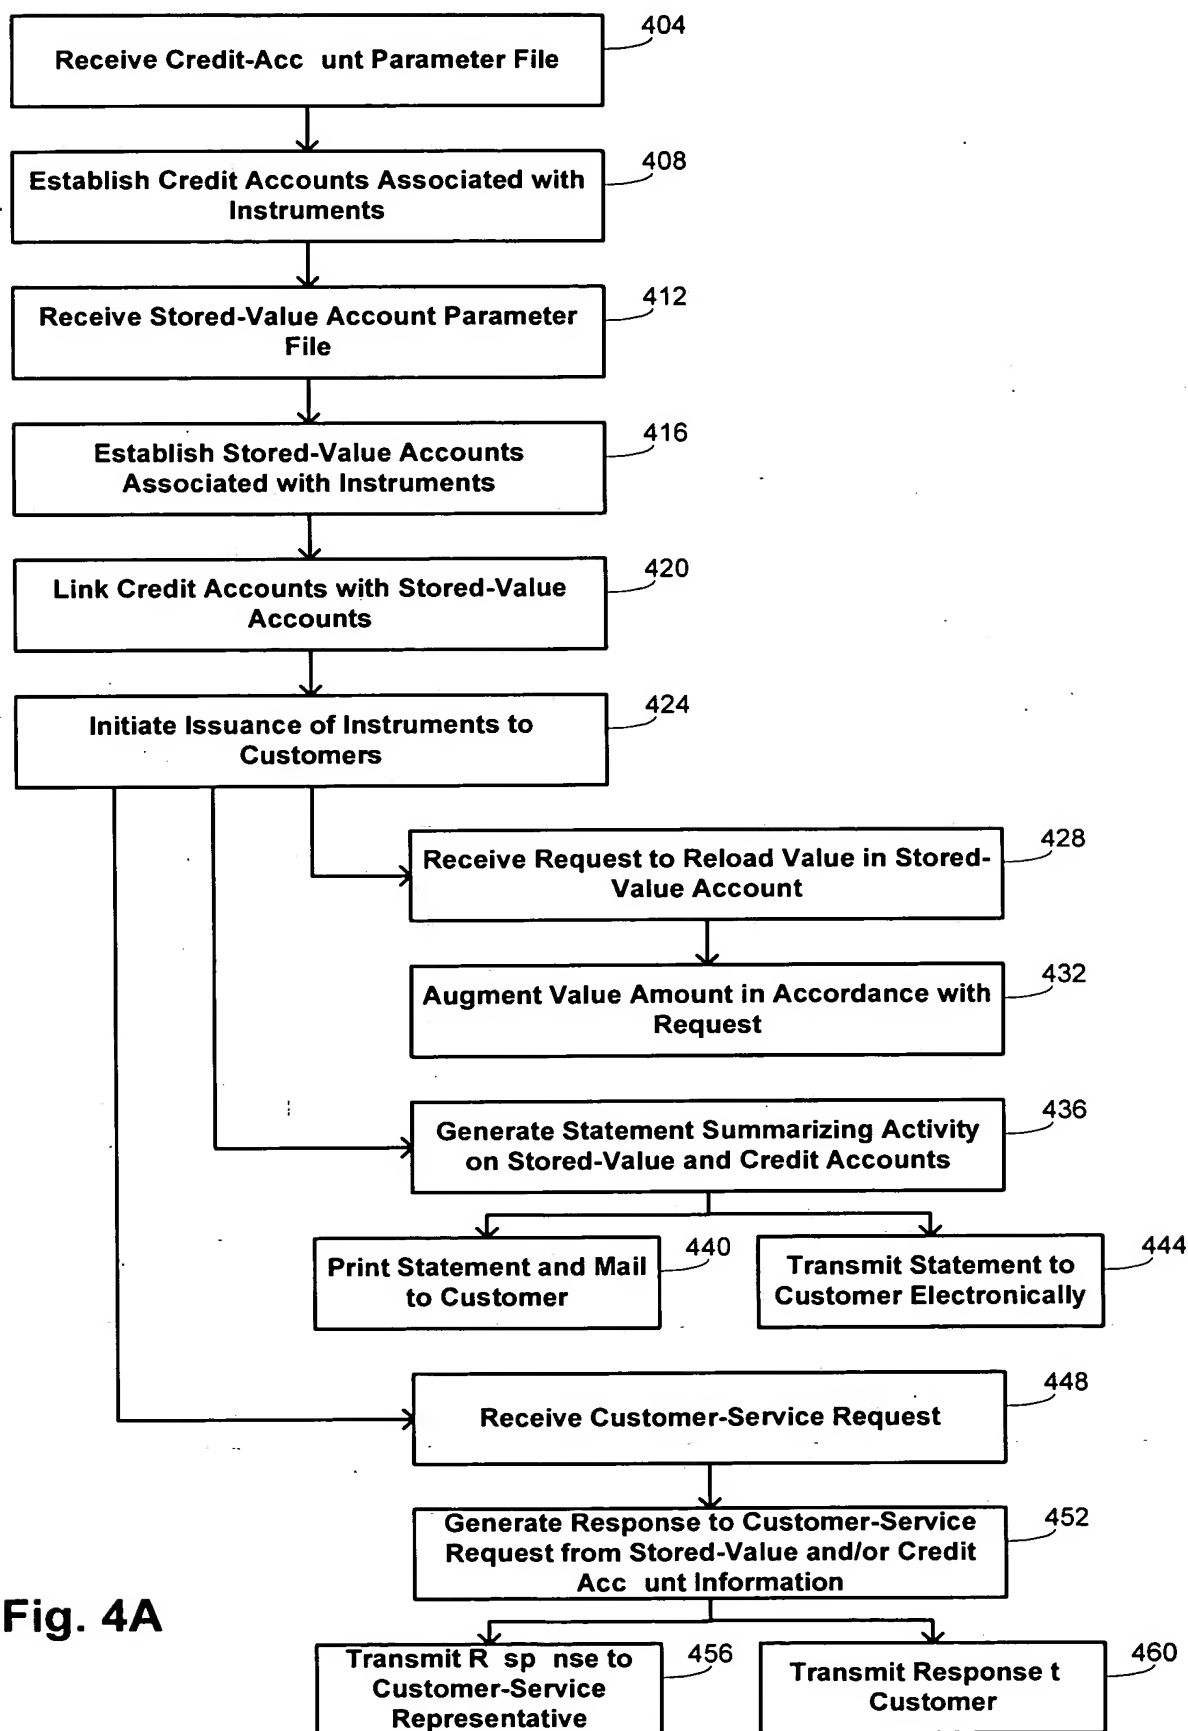 404
Receive Credit-Acc unt Parameter File
408
Establish Credit Accounts Associated with
Instruments
412
Receive Stored-Value Account Parameter
File
416
Establish Stored-Value Accounts
Associated with Instruments
420
Link Credit Accounts with Stored-Value
Accounts
424
Initiate Issuance of Instruments to
Customers
428
Receive Request to Reload Value in Stored-
Value Account
432
Augment Value Amount in Accordance with
Request
436
Generate Statement Summarizing Activity
on Stored-Value and Credit Accounts
440
Print Statement and Mail
to Customer
444
Transmit Statement to
Customer Electronically
448
Receive Customer-Service Request
452
Generate Response to Customer-Service
Request from Stored-Value and/or Credit
Acc unt Information
Fig. 4A
456
Transmit R sp nse to
Customer-Service
Representative
460
Transmit Response t
Customer